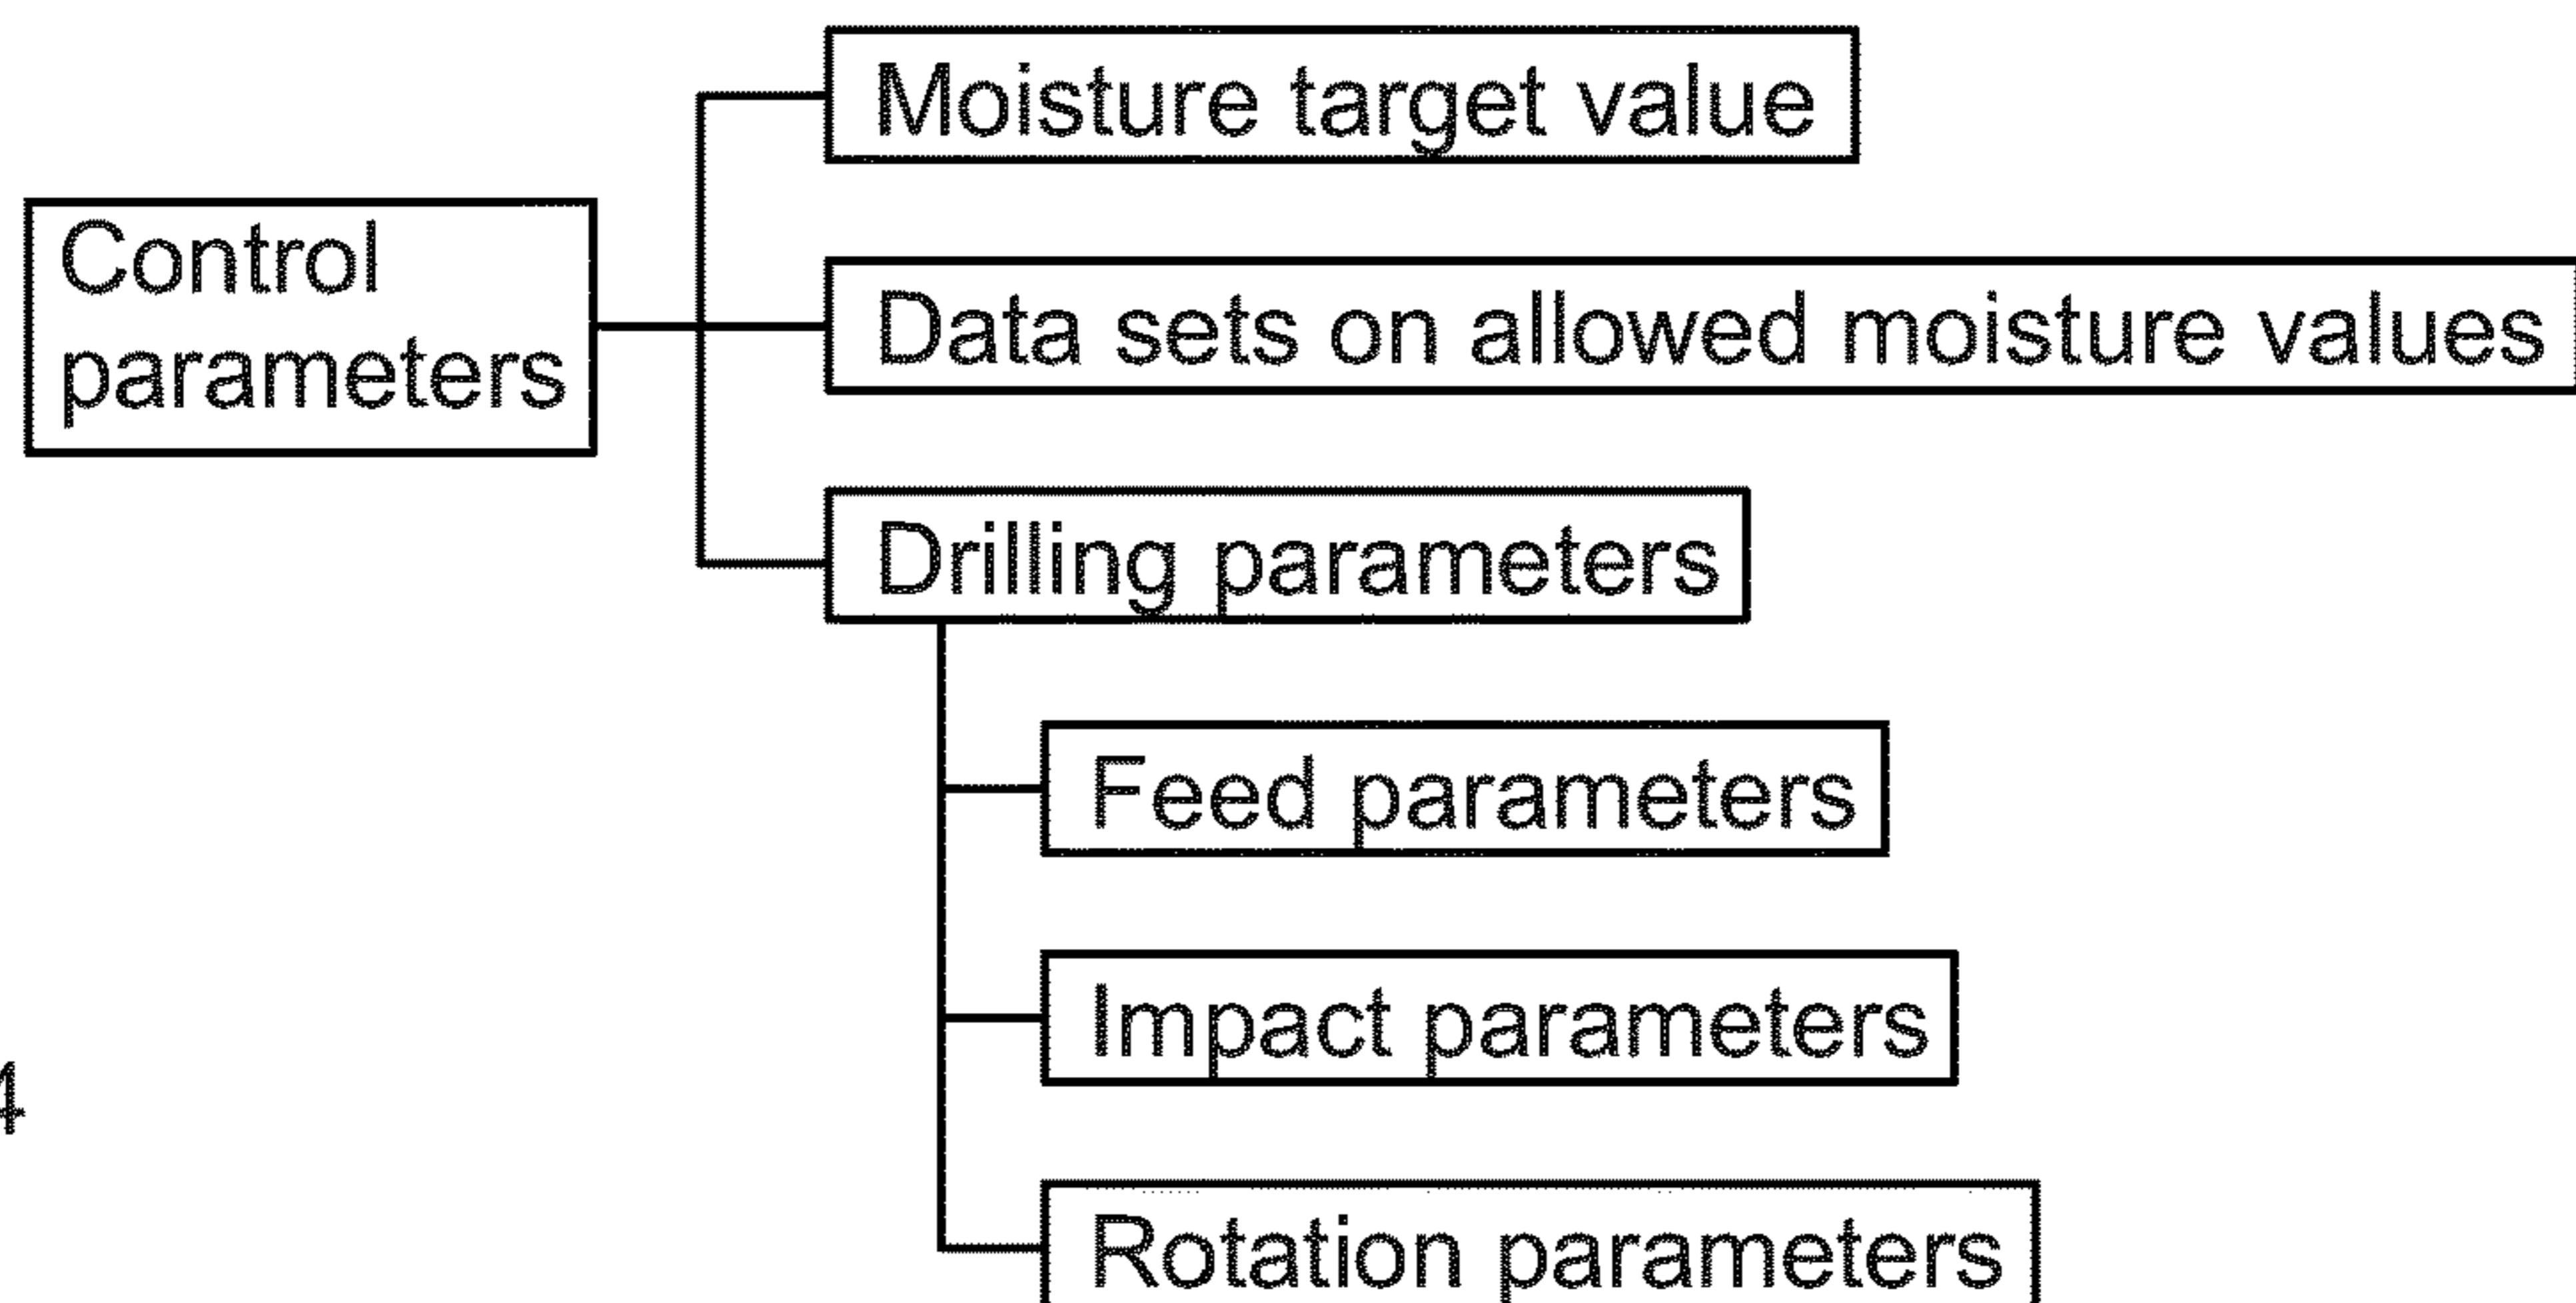 Moisture target value
Control
parameters
Data sets on allowed moisture values
Drilling parameters
Feed parameters
Impact parameters
4
Rotation parameters